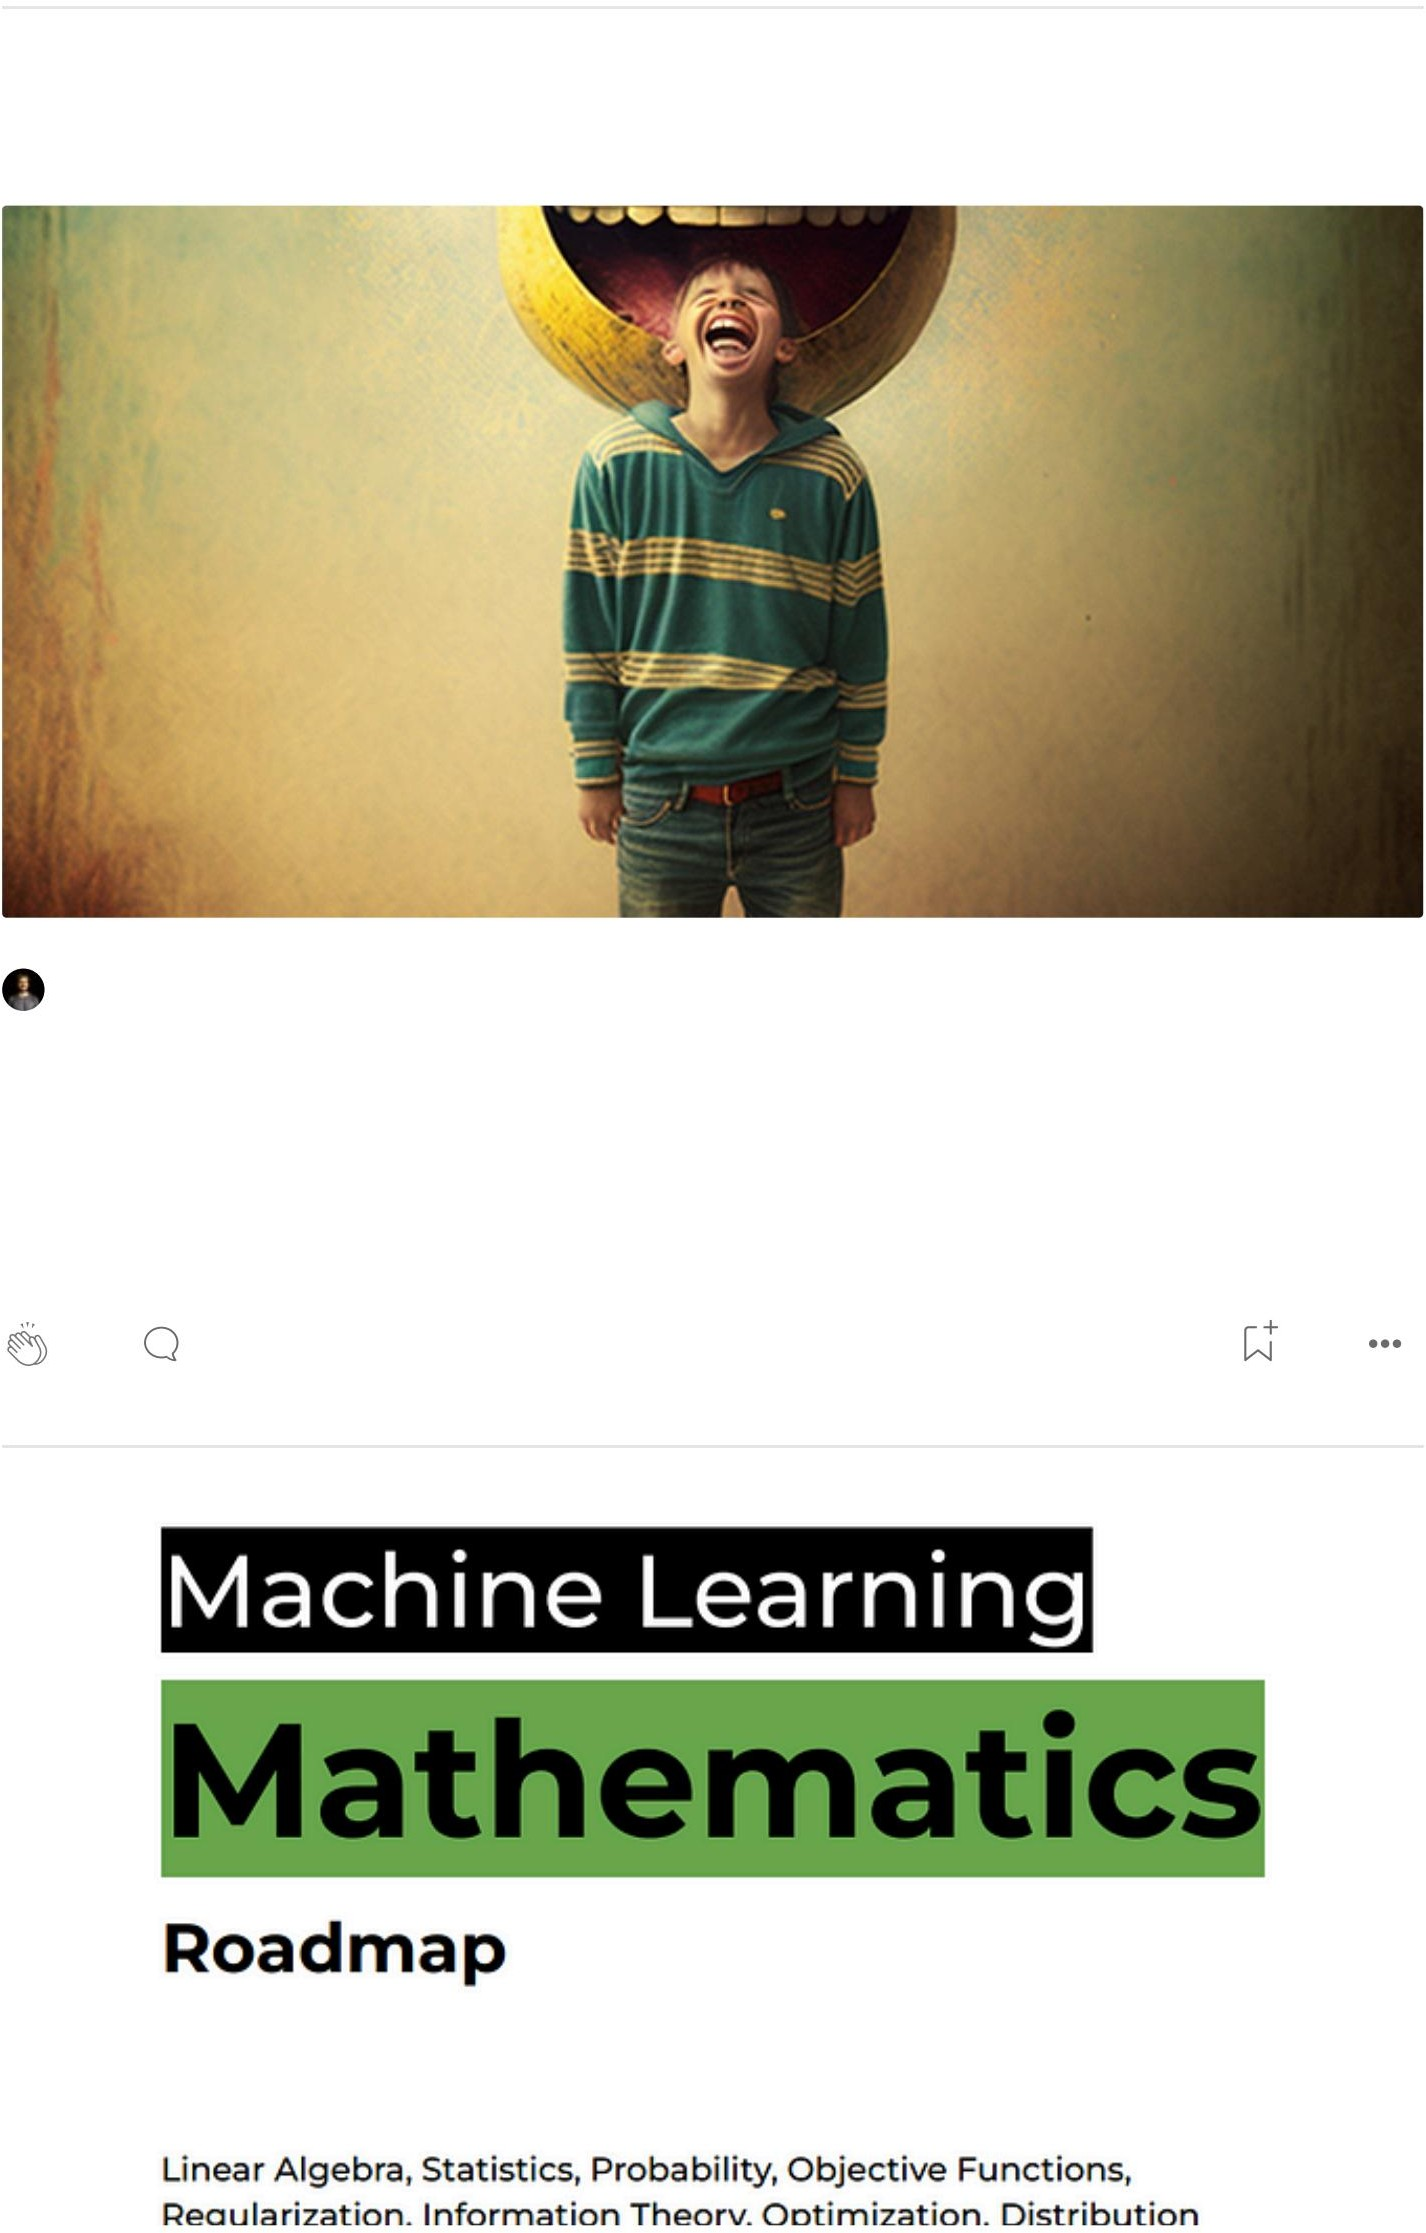 Machine Learning
Mathematics
Roadmap
Linear Algebra, Statistics, Probability, Objective Functions,
Regularization, Information Theory, Optimization, Distribution